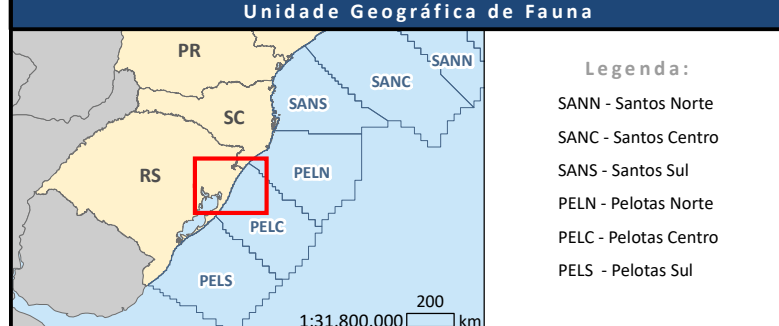 Unidade Geográfica de Fauna
PR
SC
RS
SANN
SANC
SANS
PELN
PELC
PELS
200
1:31.800.000 km
Legenda:
SANN - Santos Norte
SANC - Santos Centro
SANS - Santos Sul
PELN - Pelotas Norte
PELC - Pelotas Centro
PELS - Pelotas Sul